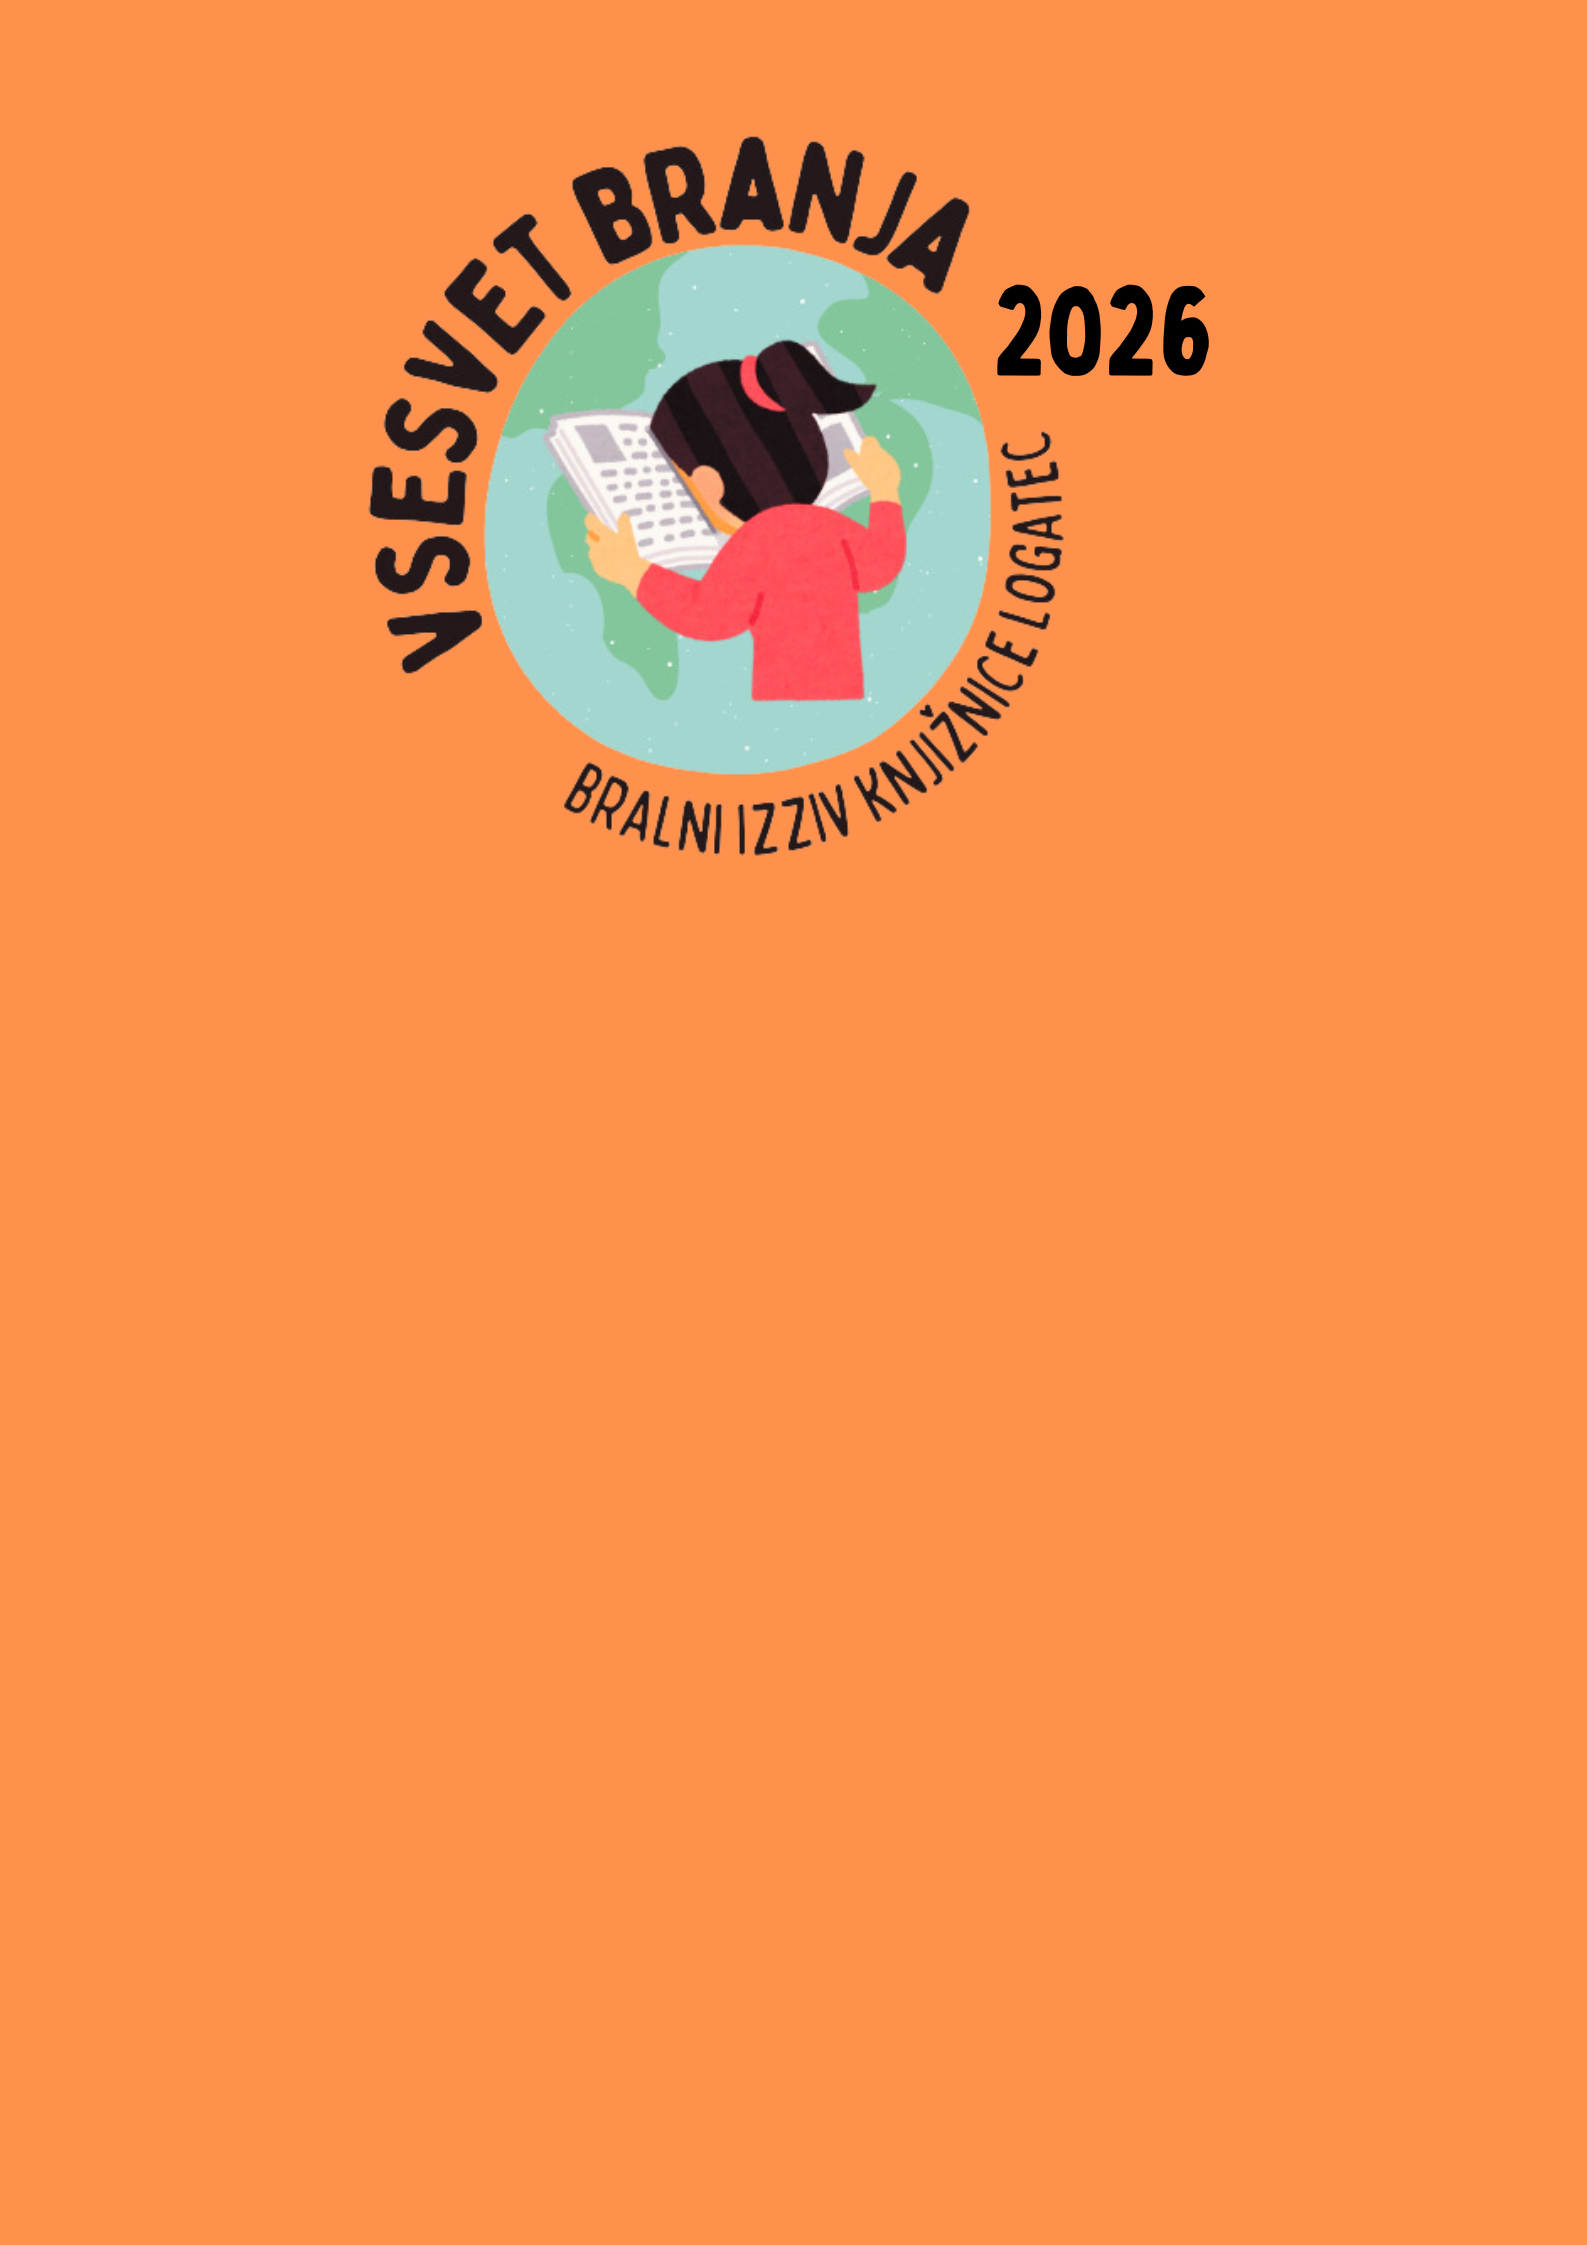 VSESVET BRANJA
2026
BRALNI IZZIV KNJIŽNICE LOGATEC